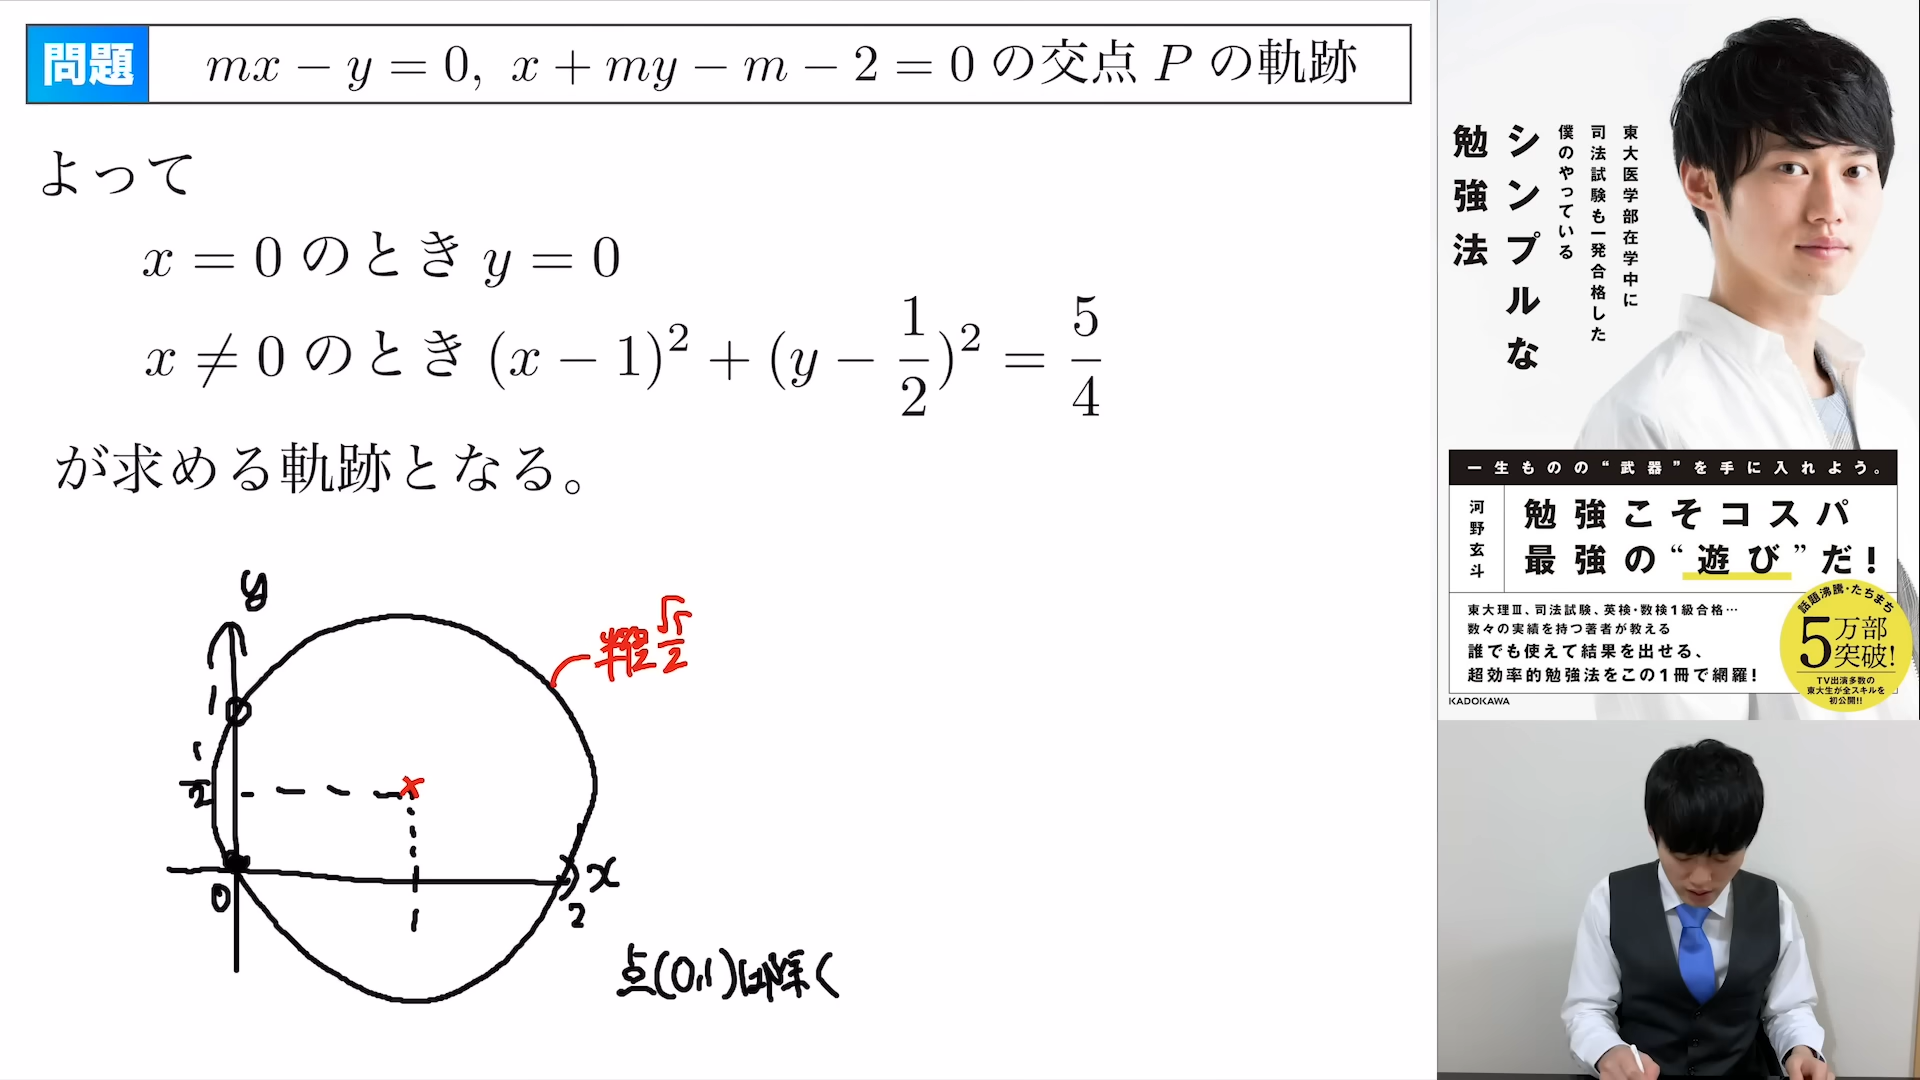 問題 mx − y = 0, x + my − m − 2 = 0 の交点 P の軌跡
よって
x = 0 のとき y = 0
x ≠ 0 のとき (x − 1)² + (y − 1/2)² = 5/4
が求める軌跡となる。
y
半径 √5/2
1
1/2
0
1
2
x
点(0,1)は除く
東大医学部在学中に
司法試験も一発合格した
僕のやっている
シンプルな
勉強法
一生ものの“武器”を手に入れよう。
河野玄斗
勉強こそコスパ
最強の“遊び”だ!
東大理Ⅲ、司法試験、英検・数検1級合格…
数々の実績を持つ著者が教える
誰でも使えて結果を出せる、
超効率的勉強法をこの1冊で網羅!
話題沸騰・たちまち
5万部
突破!
TV出演多数の
東大生が全スキルを
初公開!!
KADOKAWA